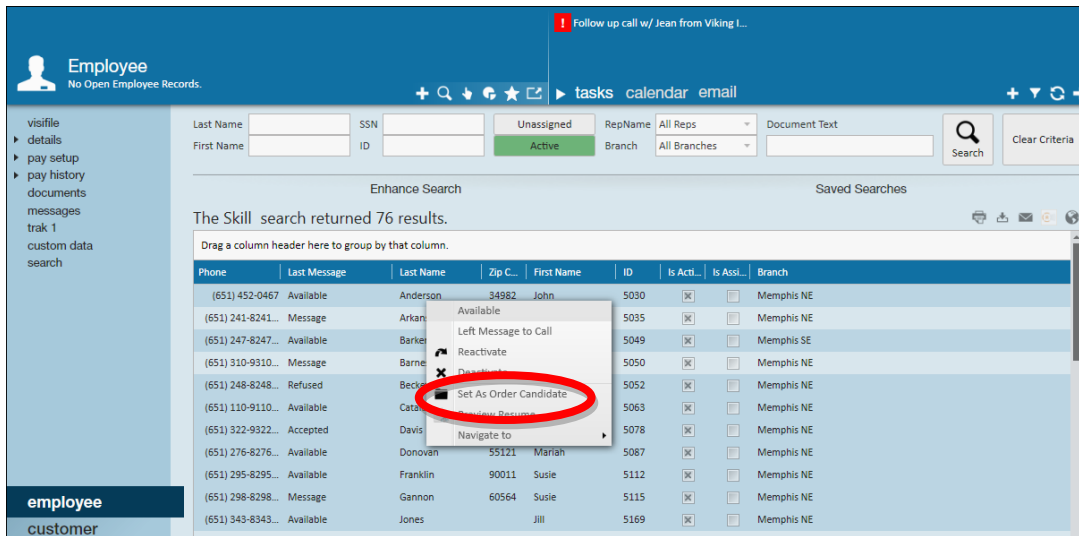 ! Follow up call w/ Jean from Viking I...
Employee
No Open Employee Records.
tasks calendar email
visifile
details
pay setup
pay history
documents
messages
trak 1
custom data
search
employee
customer
Last Name SSN Unassigned RepName All Reps Document Text
First Name ID Active Branch All Branches Search Clear Criteria
Enhance Search Saved Searches
The Skill search returned 76 results.
Drag a column header here to group by that column.
Phone Last Message Last Name Zip C... First Name ID Is Acti... Is Assi... Branch
(651) 452-0467 Available Anderson 34982 John 5030 Memphis NE
(651) 241-8241... Message 5035 Memphis NE
(651) 247-8247... Available 5049 Memphis SE
(651) 310-9310... Message 5050 Memphis NE
(651) 248-8248... Refused 5052 Memphis NE
(651) 110-9110... Available 5063 Memphis NE
(651) 322-9322... Accepted Davis 5078 Memphis NE
(651) 276-8276... Available Donovan 55121 Mariah 5087 Memphis NE
(651) 295-8295... Available Franklin 90011 Susie 5112 Memphis NE
(651) 298-8298... Message Gannon 60564 Susie 5115 Memphis NE
(651) 343-8343... Available Jones Jill 5169 Memphis NE
Available
Left Message to Call
Reactivate
Deactivate
Set As Order Candidate
Preview Resume
Navigate to